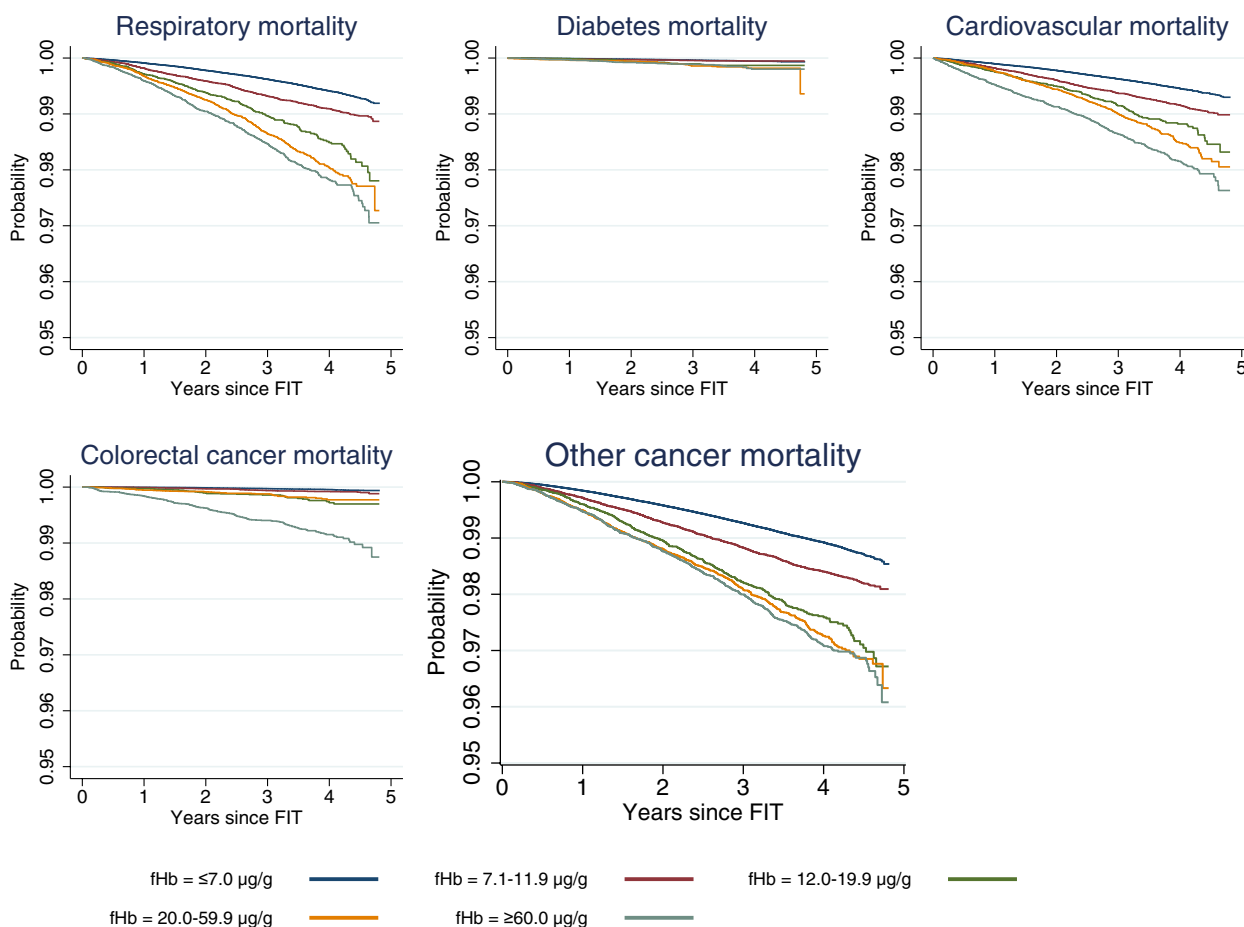 Respiratory mortality
Diabetes mortality
Cardiovascular mortality
Probability
1.00
0.99
0.98
0.97
0.96
0.95
0 1 2 3 4 5
Years since FIT
Probability
1.00
0.99
0.98
0.97
0.96
0.95
0 1 2 3 4 5
Years since FIT
Probability
1.00
0.99
0.98
0.97
0.96
0.95
0 1 2 3 4 5
Years since FIT
Colorectal cancer mortality
Other cancer mortality
Probability
1.00
0.99
0.98
0.97
0.96
0.95
0 1 2 3 4 5
Years since FIT
Probability
1.00
0.99
0.98
0.97
0.96
0.95
0 1 2 3 4 5
Years since FIT
fHb = ≤7.0 µg/g
fHb = 7.1-11.9 µg/g
fHb = 12.0-19.9 µg/g
fHb = 20.0-59.9 µg/g
fHb = ≥60.0 µg/g